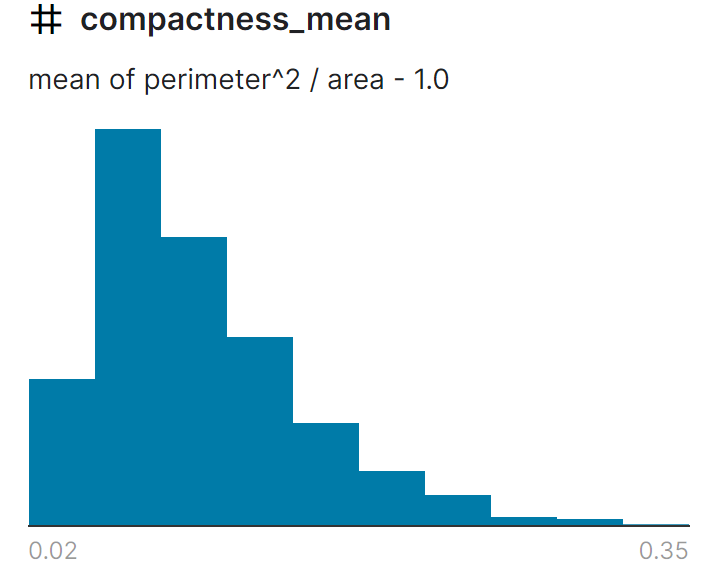 # compactness_mean
mean of perimeter^2 / area - 1.0
0.02 0.35